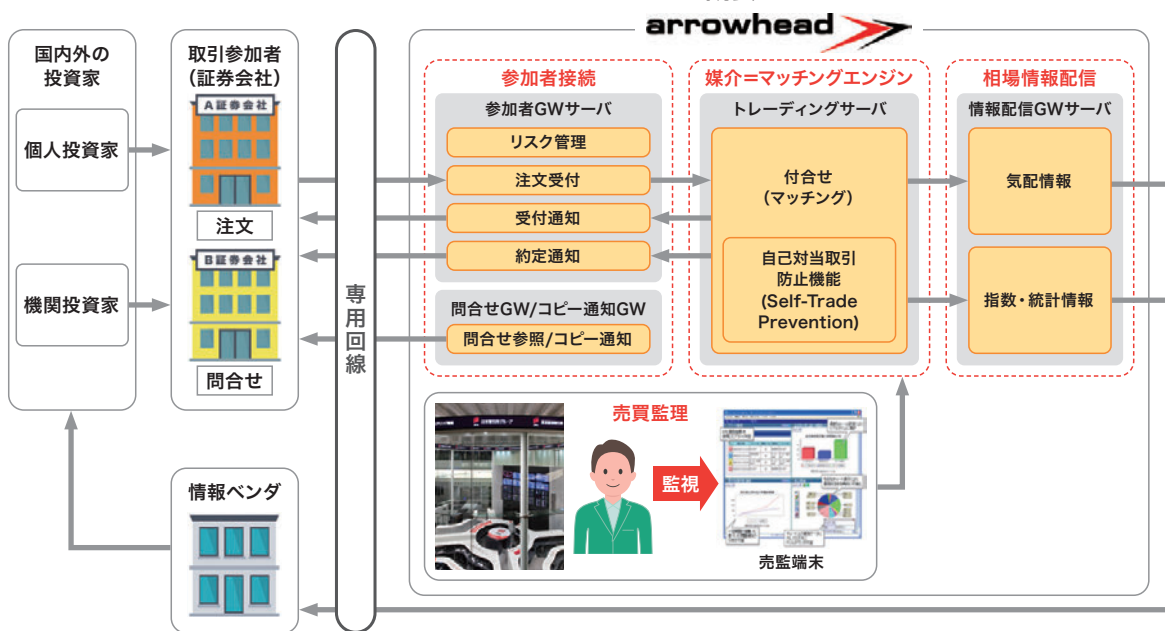 arrowhead
国内外の
投資家
個人投資家
機関投資家
取引参加者
(証券会社)
A証券会社
注文
B証券会社
問合せ
情報ベンダ
専用回線
参加者接続
参加者GWサーバ
リスク管理
注文受付
受付通知
約定通知
問合せGW/コピー通知GW
問合せ参照/コピー通知
媒介=マッチングエンジン
トレーディングサーバ
付合せ
(マッチング)
自己対当取引
防止機能
(Self-Trade
Prevention)
相場情報配信
情報配信GWサーバ
気配情報
指数・統計情報
売買監理
監視
売監端末